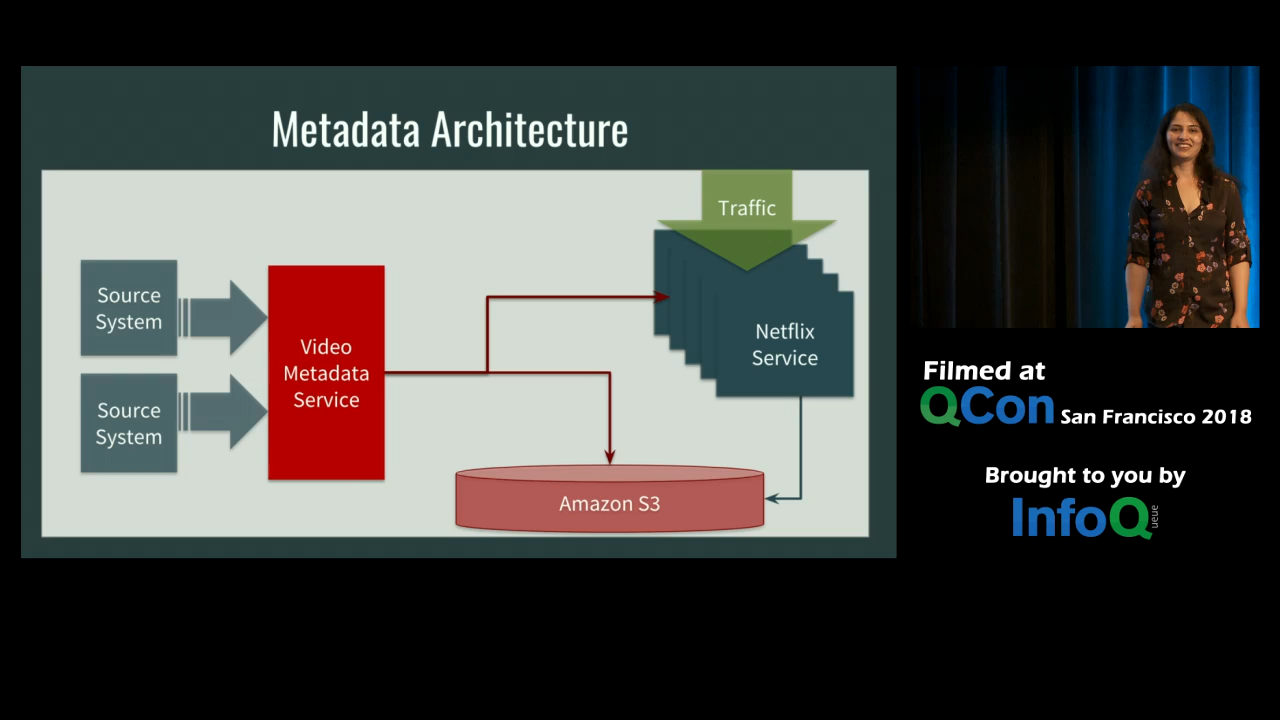 Metadata Architecture
Traffic
Source
System
Source
System
Video
Metadata
Service
Netflix
Service
Amazon S3
Filmed at
QCon San Francisco 2018
Brought to you by
InfoQ
ueue